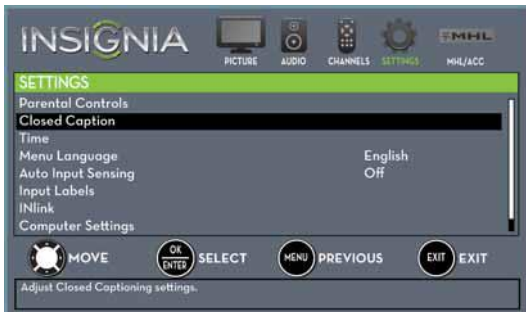 INSIGNIA
PICTURE AUDIO CHANNELS SETTINGS MHL MHL/ACC
SETTINGS
Parental Controls
Closed Caption
Time
Menu Language English
Auto Input Sensing Off
Input Labels
INlink
Computer Settings
MOVE OK ENTER SELECT MENU PREVIOUS EXIT EXIT
Adjust Closed Captioning settings.